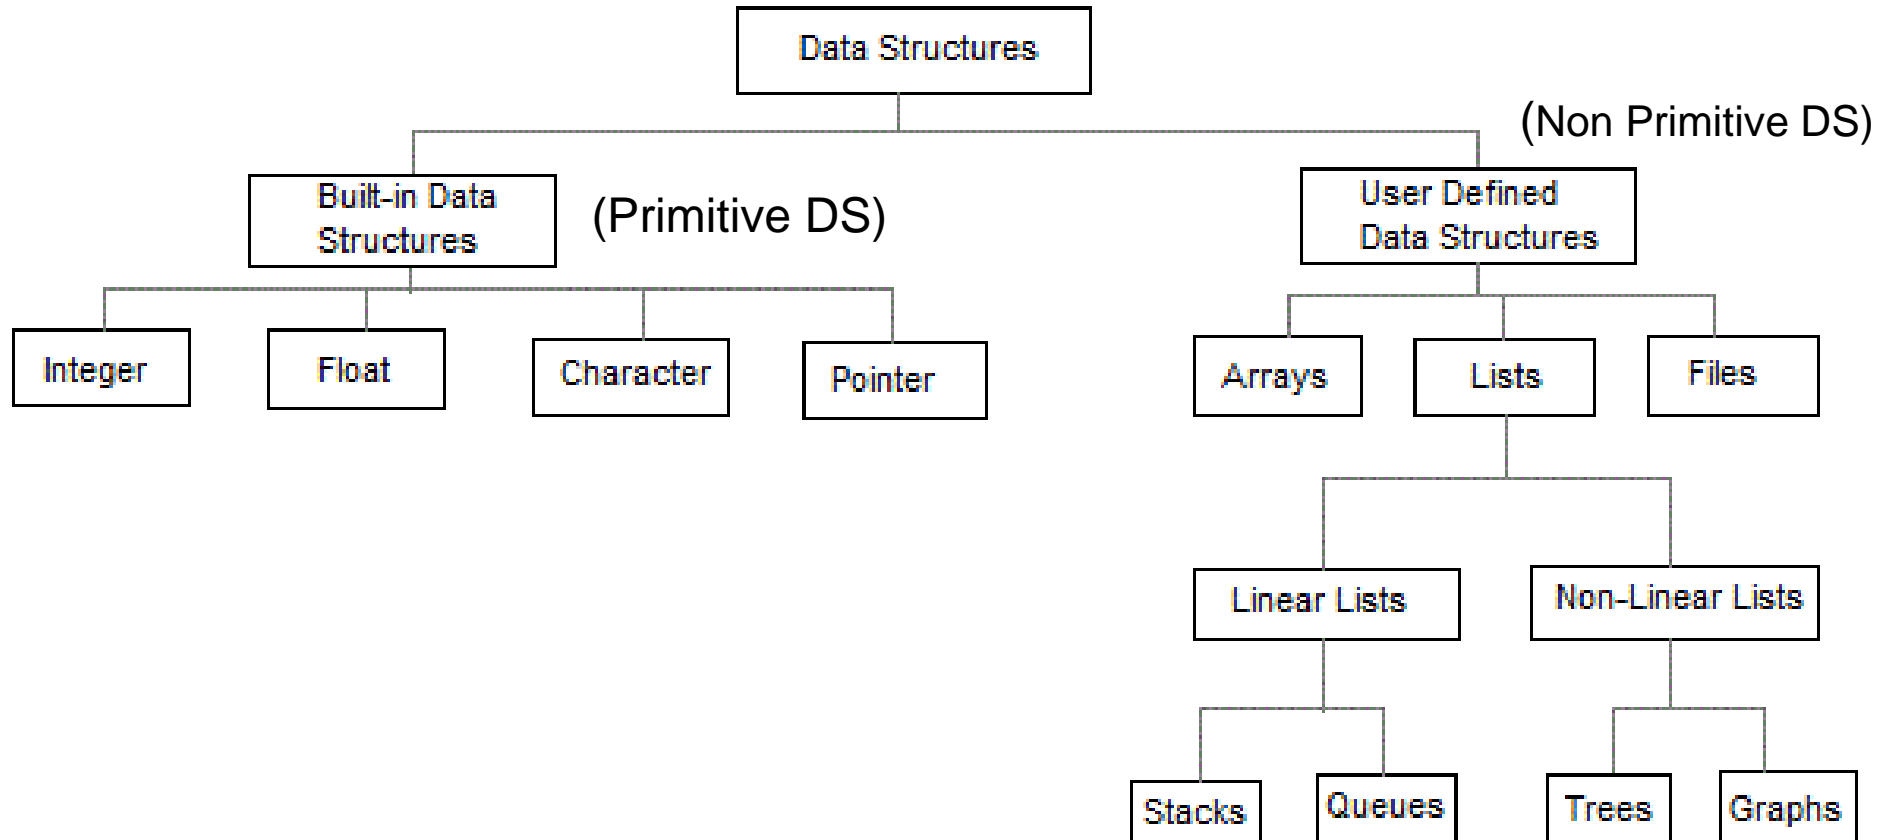 Data Structures
(Non Primitive DS)
Built-in Data
Structures
(Primitive DS)
User Defined
Data Structures
Integer
Float
Character
Pointer
Arrays
Lists
Files
Linear Lists
Non-Linear Lists
Stacks
Queues
Trees
Graphs